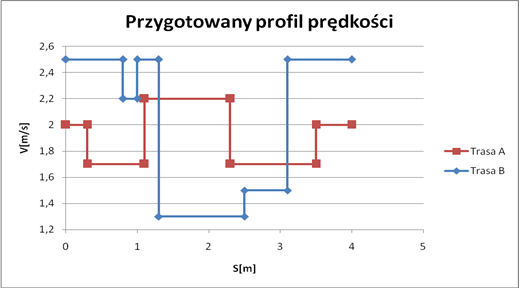 Przygotowany profil prędkości
2,6
2,4
2,2
2
1,8
1,6
1,4
1,2
V[m/s]
0 1 2 3 4 5
S[m]
Trasa A
Trasa B